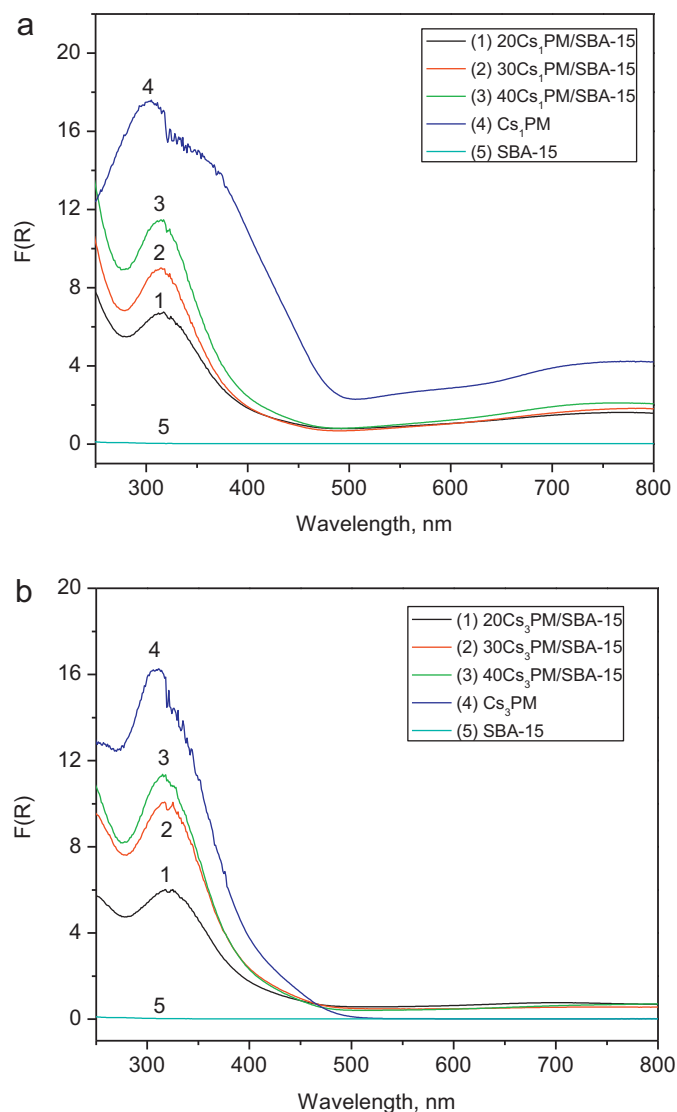 a
20
16
12
8
4
0
F(R)
300 400 500 600 700 800
Wavelength, nm
(1) 20Cs₁PM/SBA-15
(2) 30Cs₁PM/SBA-15
(3) 40Cs₁PM/SBA-15
(4) Cs₁PM
(5) SBA-15
4
3
2
1
5
b
20
16
12
8
4
0
F(R)
300 400 500 600 700 800
Wavelength, nm
(1) 20Cs₃PM/SBA-15
(2) 30Cs₃PM/SBA-15
(3) 40Cs₃PM/SBA-15
(4) Cs₃PM
(5) SBA-15
4
3
2
1
5